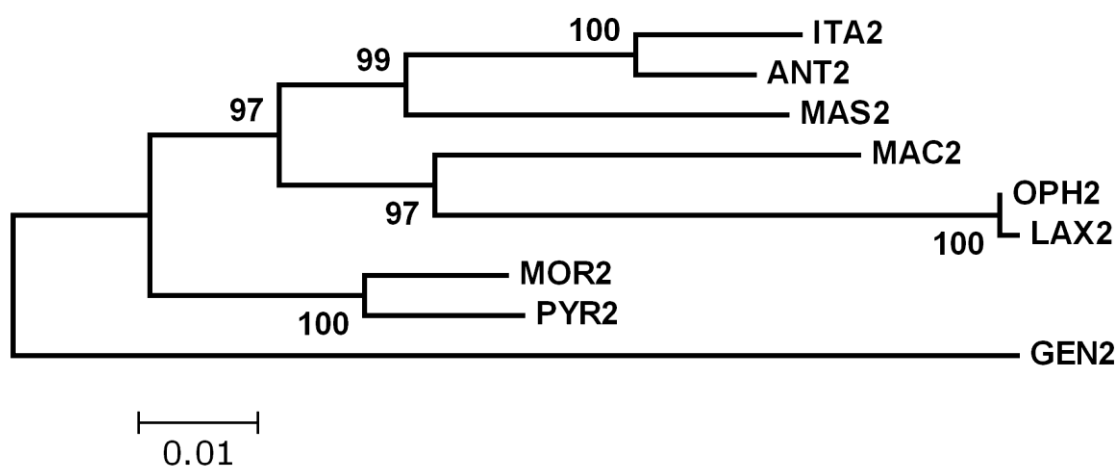 100
ITA2
99
ANT2
97
MAS2
MAC2
OPH2
97
100
LAX2
MOR2
100
PYR2
GEN2
0.01